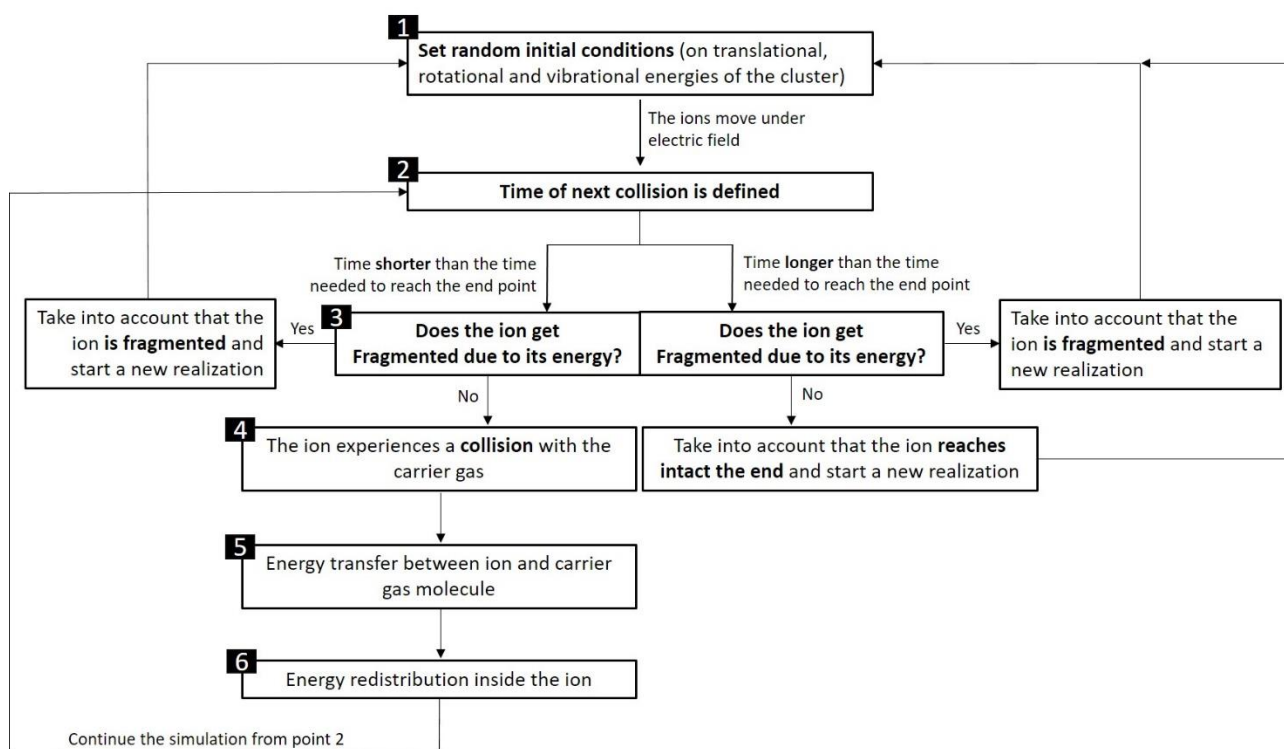 1
Set random initial conditions (on translational,
rotational and vibrational energies of the cluster)
The ions move under
electric field
2
Time of next collision is defined
Time shorter than the time
needed to reach the end point
Time longer than the time
needed to reach the end point
Take into account that the
ion is fragmented and
start a new realization
Yes
3
Does the ion get
Fragmented due to its energy?
Does the ion get
Fragmented due to its energy?
Yes
Take into account that the
ion is fragmented and start a
new realization
No
No
4
The ion experiences a collision with the
carrier gas
Take into account that the ion reaches
intact the end and start a new realization
5
Energy transfer between ion and carrier
gas molecule
6
Energy redistribution inside the ion
Continue the simulation from point 2